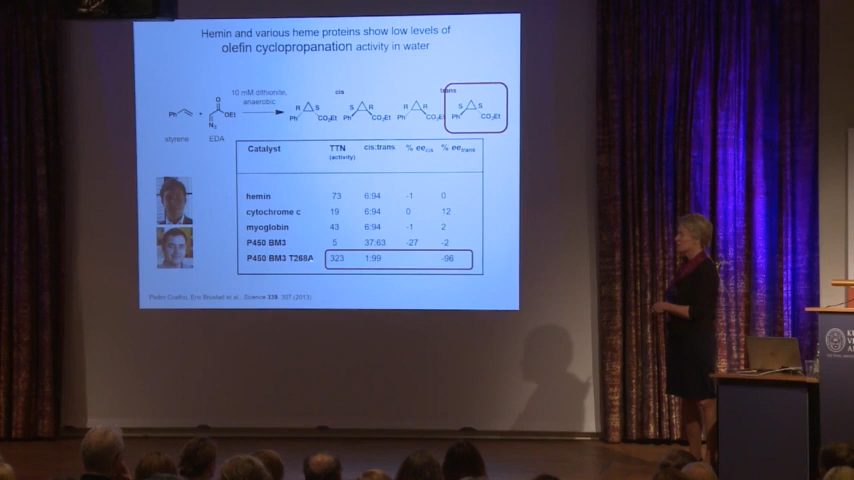 Hemin and various heme proteins show low levels of
olefin cyclopropanation activity in water
10 mM dithionite,
anaerobic
cis
trans
Ph
+
O
OEt
N₂
R S
Ph CO₂Et
S R
Ph CO₂Et
R R
Ph CO₂Et
S S
Ph CO₂Et
styrene EDA
Catalyst TTN cis:trans % ee cis % ee trans
(activity)
hemin 73 6:94 -1 0
cytochrome c 19 6:94 0 12
myoglobin 43 6:94 -1 2
P450 BM3 5 37:63 -27 -2
P450 BM3 T268A 323 1:99 -96
Pedro Coelho, Eric Brustad et al., Science 339, 307 (2013)